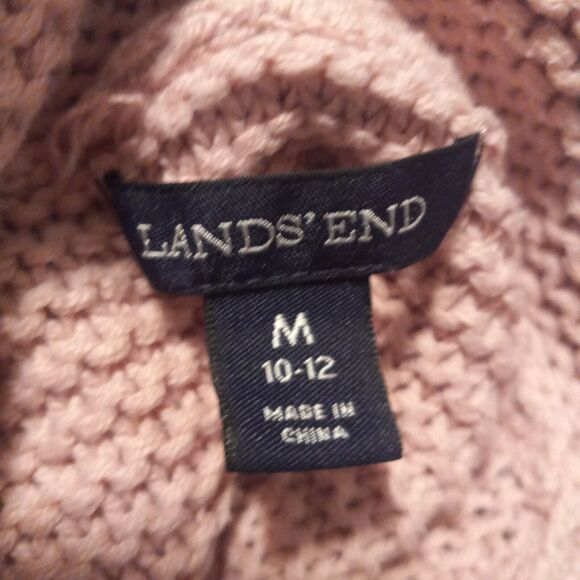 LANDS' END
M
10-12
MADE IN
CHINA